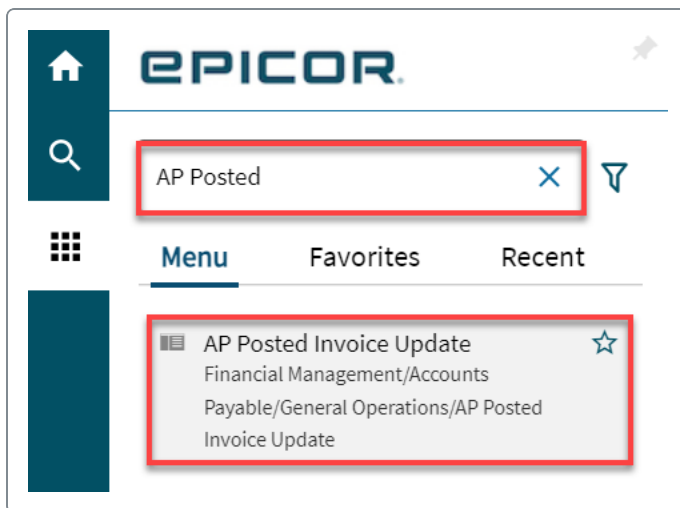 EPICOR.
AP Posted
Menu Favorites Recent
AP Posted Invoice Update
Financial Management/Accounts
Payable/General Operations/AP Posted
Invoice Update